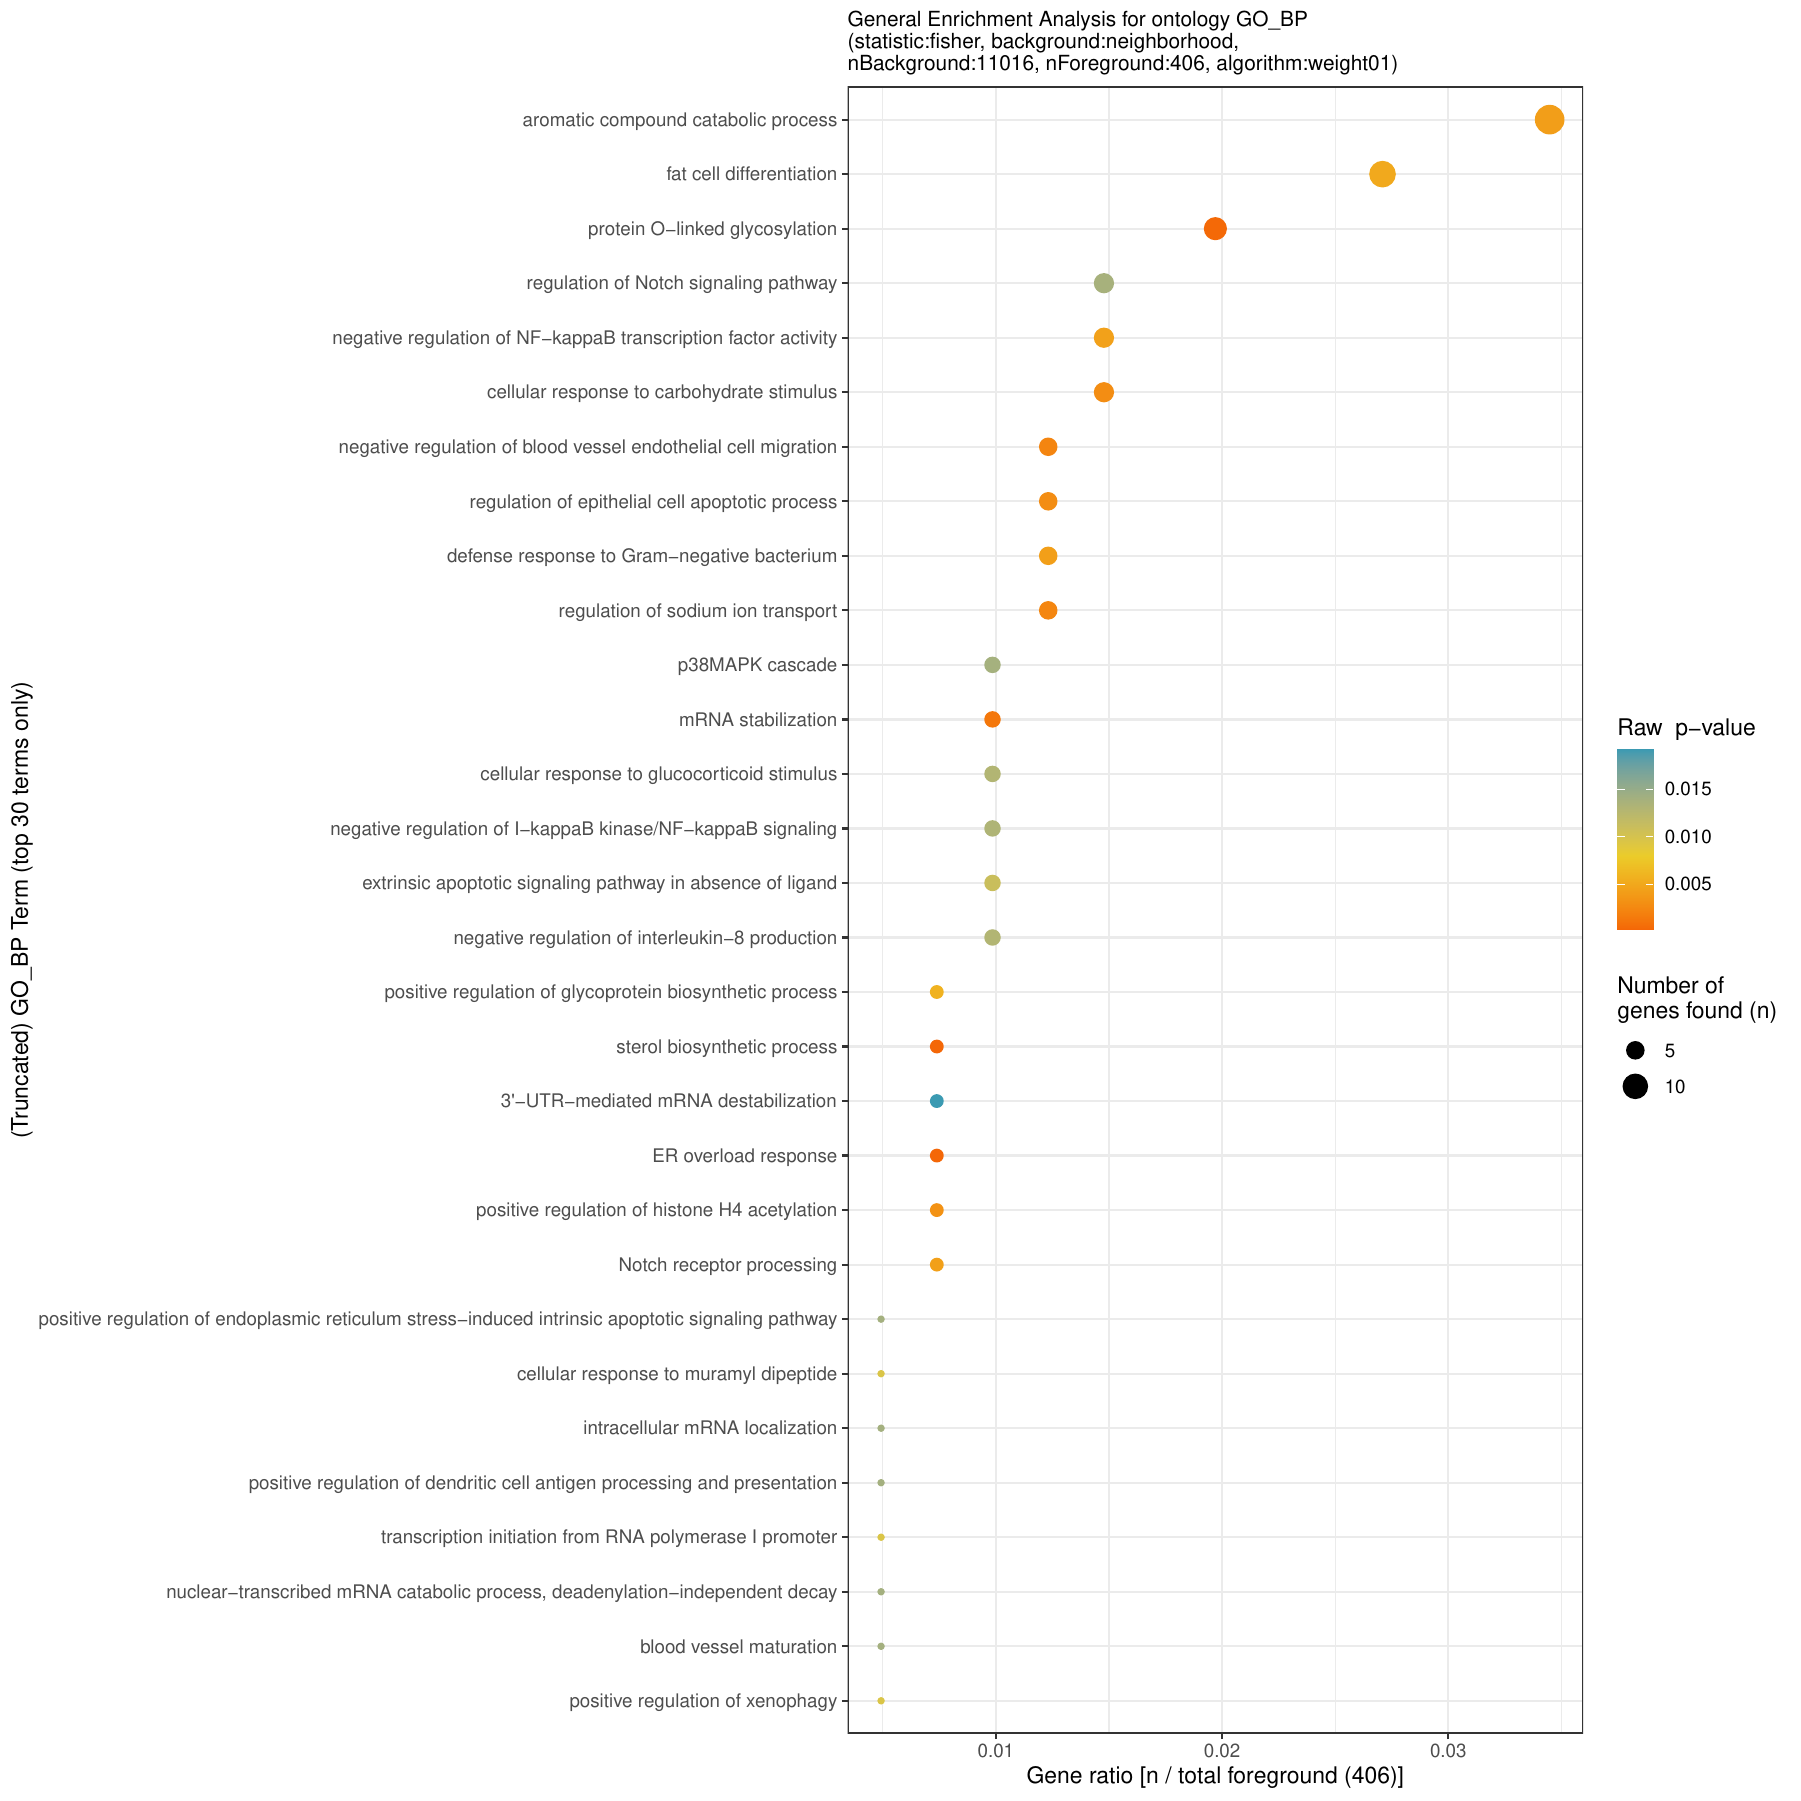 General Enrichment Analysis for ontology GO_BP
(statistic:fisher, background:neighborhood,
nBackground:11016, nForeground:406, algorithm:weight01)
(Truncated) GO_BP Term (top 30 terms only)
aromatic compound catabolic process
fat cell differentiation
protein O−linked glycosylation
regulation of Notch signaling pathway
negative regulation of NF−kappaB transcription factor activity
cellular response to carbohydrate stimulus
negative regulation of blood vessel endothelial cell migration
regulation of epithelial cell apoptotic process
defense response to Gram−negative bacterium
regulation of sodium ion transport
p38MAPK cascade
mRNA stabilization
cellular response to glucocorticoid stimulus
negative regulation of I−kappaB kinase/NF−kappaB signaling
extrinsic apoptotic signaling pathway in absence of ligand
negative regulation of interleukin−8 production
positive regulation of glycoprotein biosynthetic process
sterol biosynthetic process
3'−UTR−mediated mRNA destabilization
ER overload response
positive regulation of histone H4 acetylation
Notch receptor processing
positive regulation of endoplasmic reticulum stress−induced intrinsic apoptotic signaling pathway
cellular response to muramyl dipeptide
intracellular mRNA localization
positive regulation of dendritic cell antigen processing and presentation
transcription initiation from RNA polymerase I promoter
nuclear−transcribed mRNA catabolic process, deadenylation−independent decay
blood vessel maturation
positive regulation of xenophagy
0.01 0.02 0.03
Gene ratio [n / total foreground (406)]
Raw p−value
0.015
0.010
0.005
Number of
genes found (n)
5
10